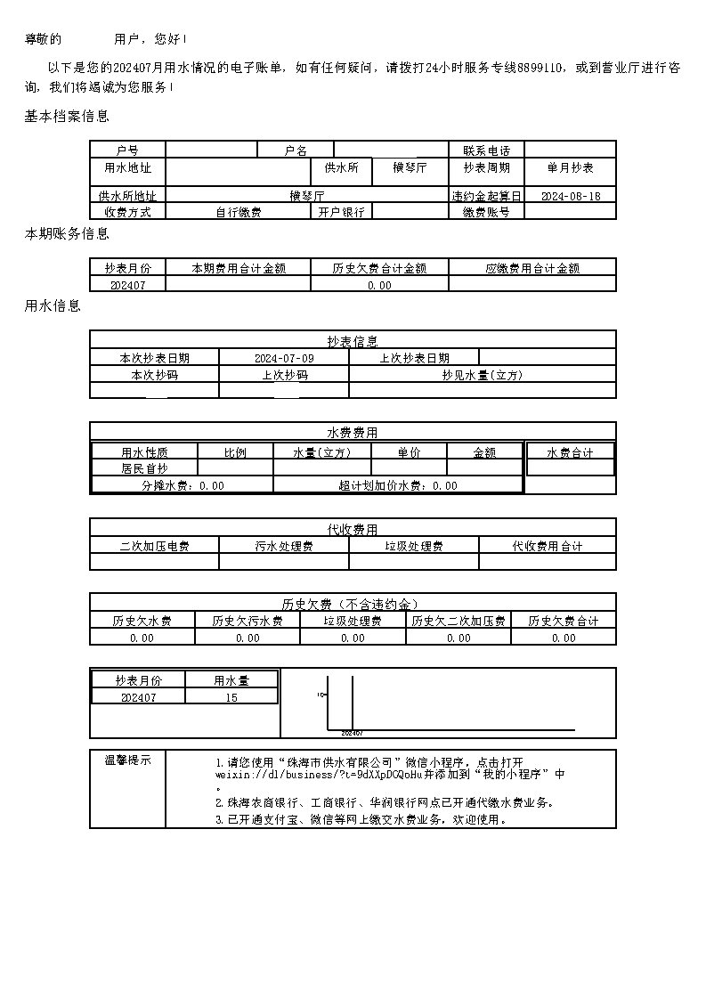 尊敬的 用户，您好！
以下是您的202407月用水情况的电子账单，如有任何疑问，请拨打24小时服务专线8899110，或到营业厅进行咨
询，我们将竭诚为您服务！
基本档案信息
户号 户名 联系电话
用水地址 供水所 横琴厅 抄表周期 单月抄表
供水所地址 横琴厅 违约金起算日 2024-08-18
收费方式 自行缴费 开户银行 缴费账号
本期账务信息
抄表月份 本期费用合计金额 历史欠费合计金额 应缴费用合计金额
202407 0.00
用水信息
抄表信息
本次抄表日期 2024-07-09 上次抄表日期
本次抄码 上次抄码 抄见水量(立方)
水费费用
用水性质 比例 水量(立方) 单价 金额 水费合计
居民首抄
分摊水费：0.00 超计划加价水费：0.00
代收费用
二次加压电费 污水处理费 垃圾处理费 代收费用合计
历史欠费（不含违约金）
历史欠水费 历史欠污水费 垃圾处理费 历史欠二次加压费 历史欠费合计
0.00 0.00 0.00 0.00 0.00
抄表月份 用水量
202407 15
10
202407
温馨提示
1.请您使用“珠海市供水有限公司”微信小程序，点击打开
weixin://dl/business/?t=9dXXpDCQoHu并添加到“我的小程序”中
。
2.珠海农商银行、工商银行、华润银行网点已开通代缴水费业务。
3.已开通支付宝、微信等网上缴交水费业务，欢迎使用。